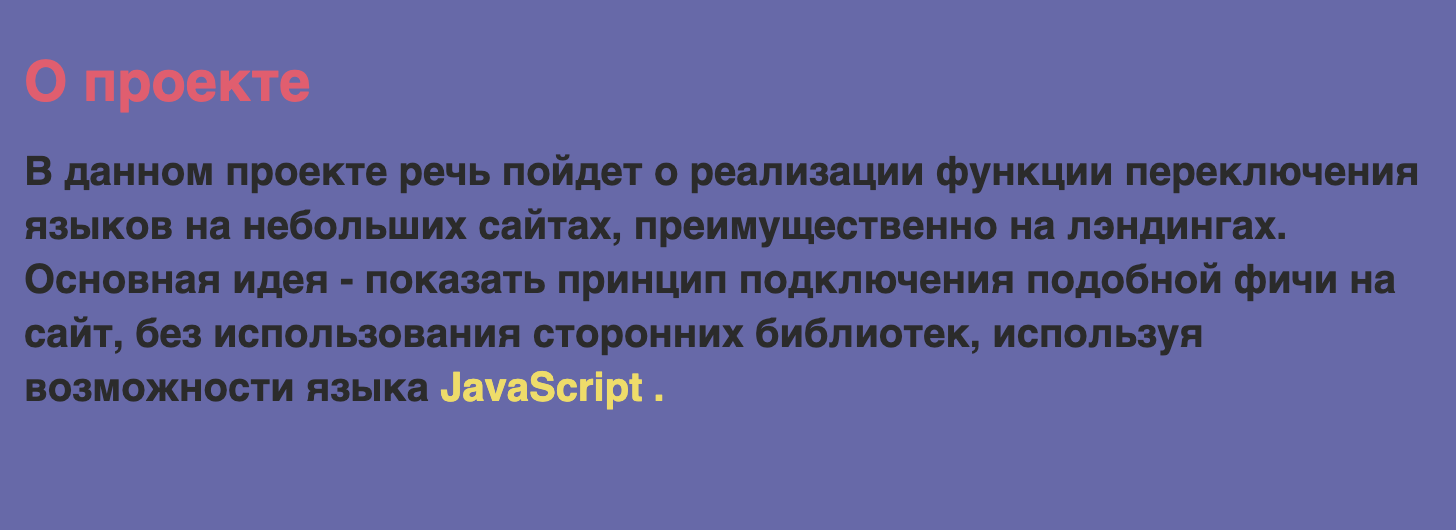 О проекте
В данном проекте речь пойдет о реализации функции переключения
языков на небольших сайтах, преимущественно на лэндингах.
Основная идея - показать принцип подключения подобной фичи на
сайт, без использования сторонних библиотек, используя
возможности языка JavaScript .